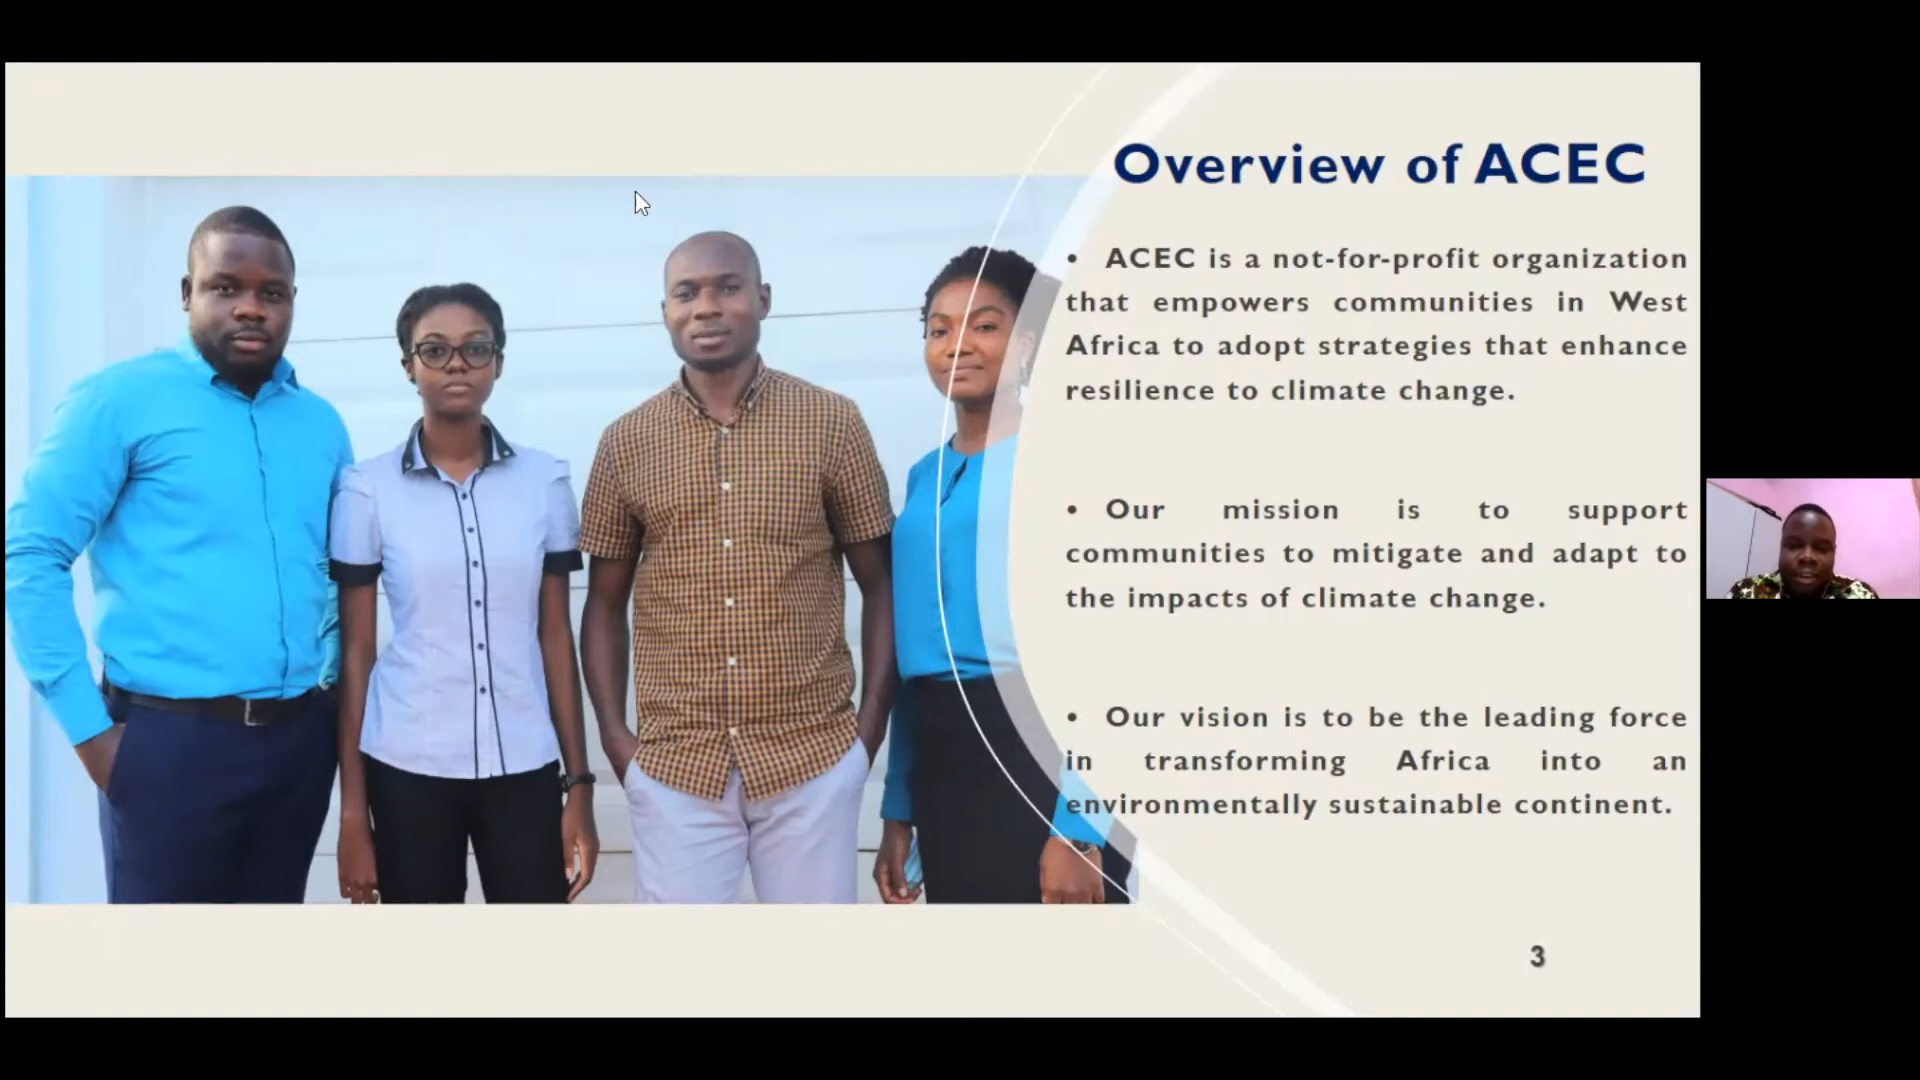 Overview of ACEC
• ACEC is a not-for-profit organization
that empowers communities in West
Africa to adopt strategies that enhance
resilience to climate change.
• Our mission is to support
communities to mitigate and adapt to
the impacts of climate change.
• Our vision is to be the leading force
in transforming Africa into an
environmentally sustainable continent.
3